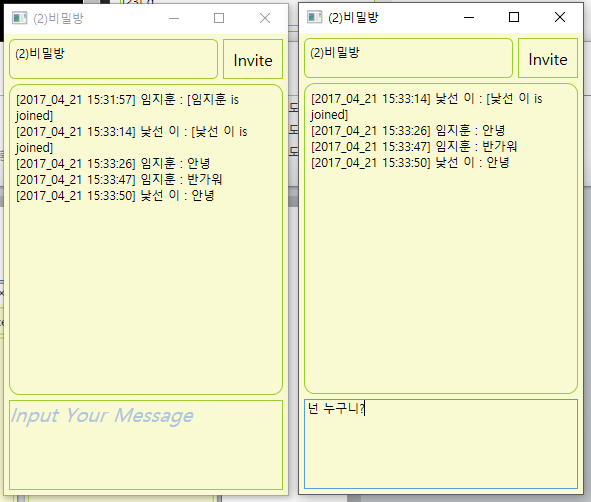 (2)비밀방
(2)비밀방
Invite
[2017_04_21 15:31:57] 임지훈 : [임지훈 is
joined]
[2017_04_21 15:33:14] 낯선 이 : [낯선 이 is
joined]
[2017_04_21 15:33:26] 임지훈 : 안녕
[2017_04_21 15:33:47] 임지훈 : 반가워
[2017_04_21 15:33:50] 낯선 이 : 안녕
Input Your Message
(2)비밀방
(2)비밀방
Invite
[2017_04_21 15:33:14] 낯선 이 : [낯선 이 is
joined]
[2017_04_21 15:33:26] 임지훈 : 안녕
[2017_04_21 15:33:47] 임지훈 : 반가워
[2017_04_21 15:33:50] 낯선 이 : 안녕
넌 누구니?